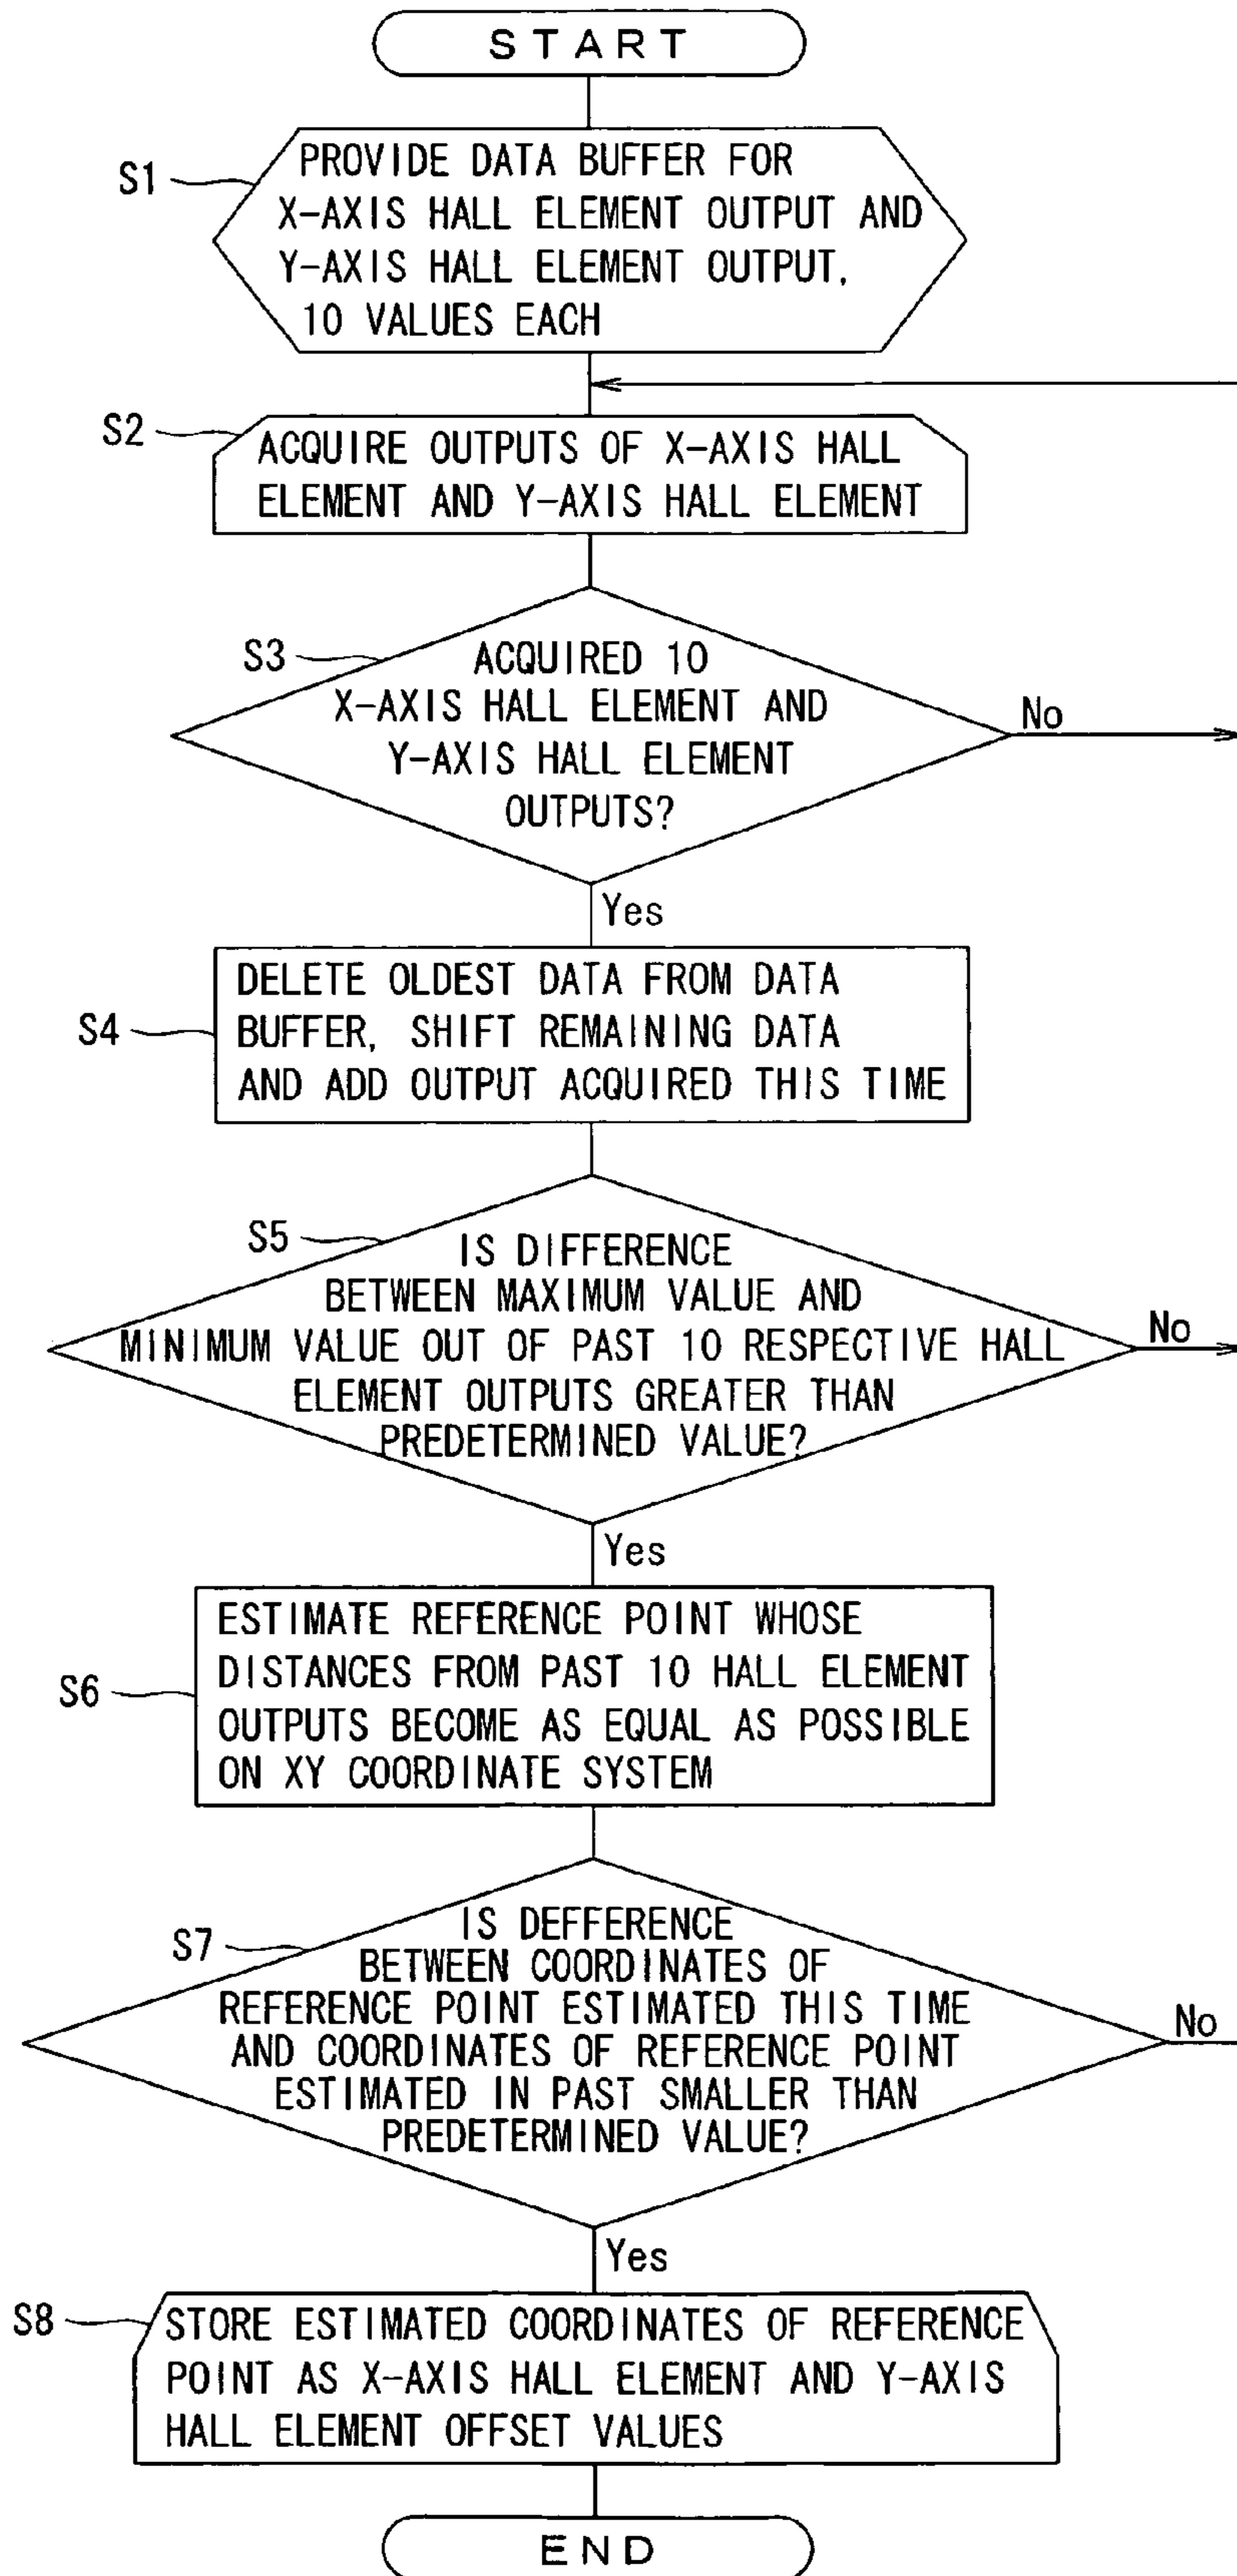 START
S1
PROVIDE DATA BUFFER FOR
X-AXIS HALL ELEMENT OUTPUT AND
Y-AXIS HALL ELEMENT OUTPUT,
10 VALUES EACH
S2
ACQUIRE OUTPUTS OF X-AXIS HALL
ELEMENT AND Y-AXIS HALL ELEMENT
S3
ACQUIRED 10
X-AXIS HALL ELEMENT AND
Y-AXIS HALL ELEMENT
OUTPUTS?
No
Yes
S4
DELETE OLDEST DATA FROM DATA
BUFFER, SHIFT REMAINING DATA
AND ADD OUTPUT ACQUIRED THIS TIME
S5
IS DIFFERENCE
BETWEEN MAXIMUM VALUE AND
MINIMUM VALUE OUT OF PAST 10 RESPECTIVE HALL
ELEMENT OUTPUTS GREATER THAN
PREDETERMINED VALUE?
No
Yes
S6
ESTIMATE REFERENCE POINT WHOSE
DISTANCES FROM PAST 10 HALL ELEMENT
OUTPUTS BECOME AS EQUAL AS POSSIBLE
ON XY COORDINATE SYSTEM
S7
IS DEFFERENCE
BETWEEN COORDINATES OF
REFERENCE POINT ESTIMATED THIS TIME
AND COORDINATES OF REFERENCE POINT
ESTIMATED IN PAST SMALLER THAN
PREDETERMINED VALUE?
No
Yes
S8
STORE ESTIMATED COORDINATES OF REFERENCE
POINT AS X-AXIS HALL ELEMENT AND Y-AXIS
HALL ELEMENT OFFSET VALUES
END